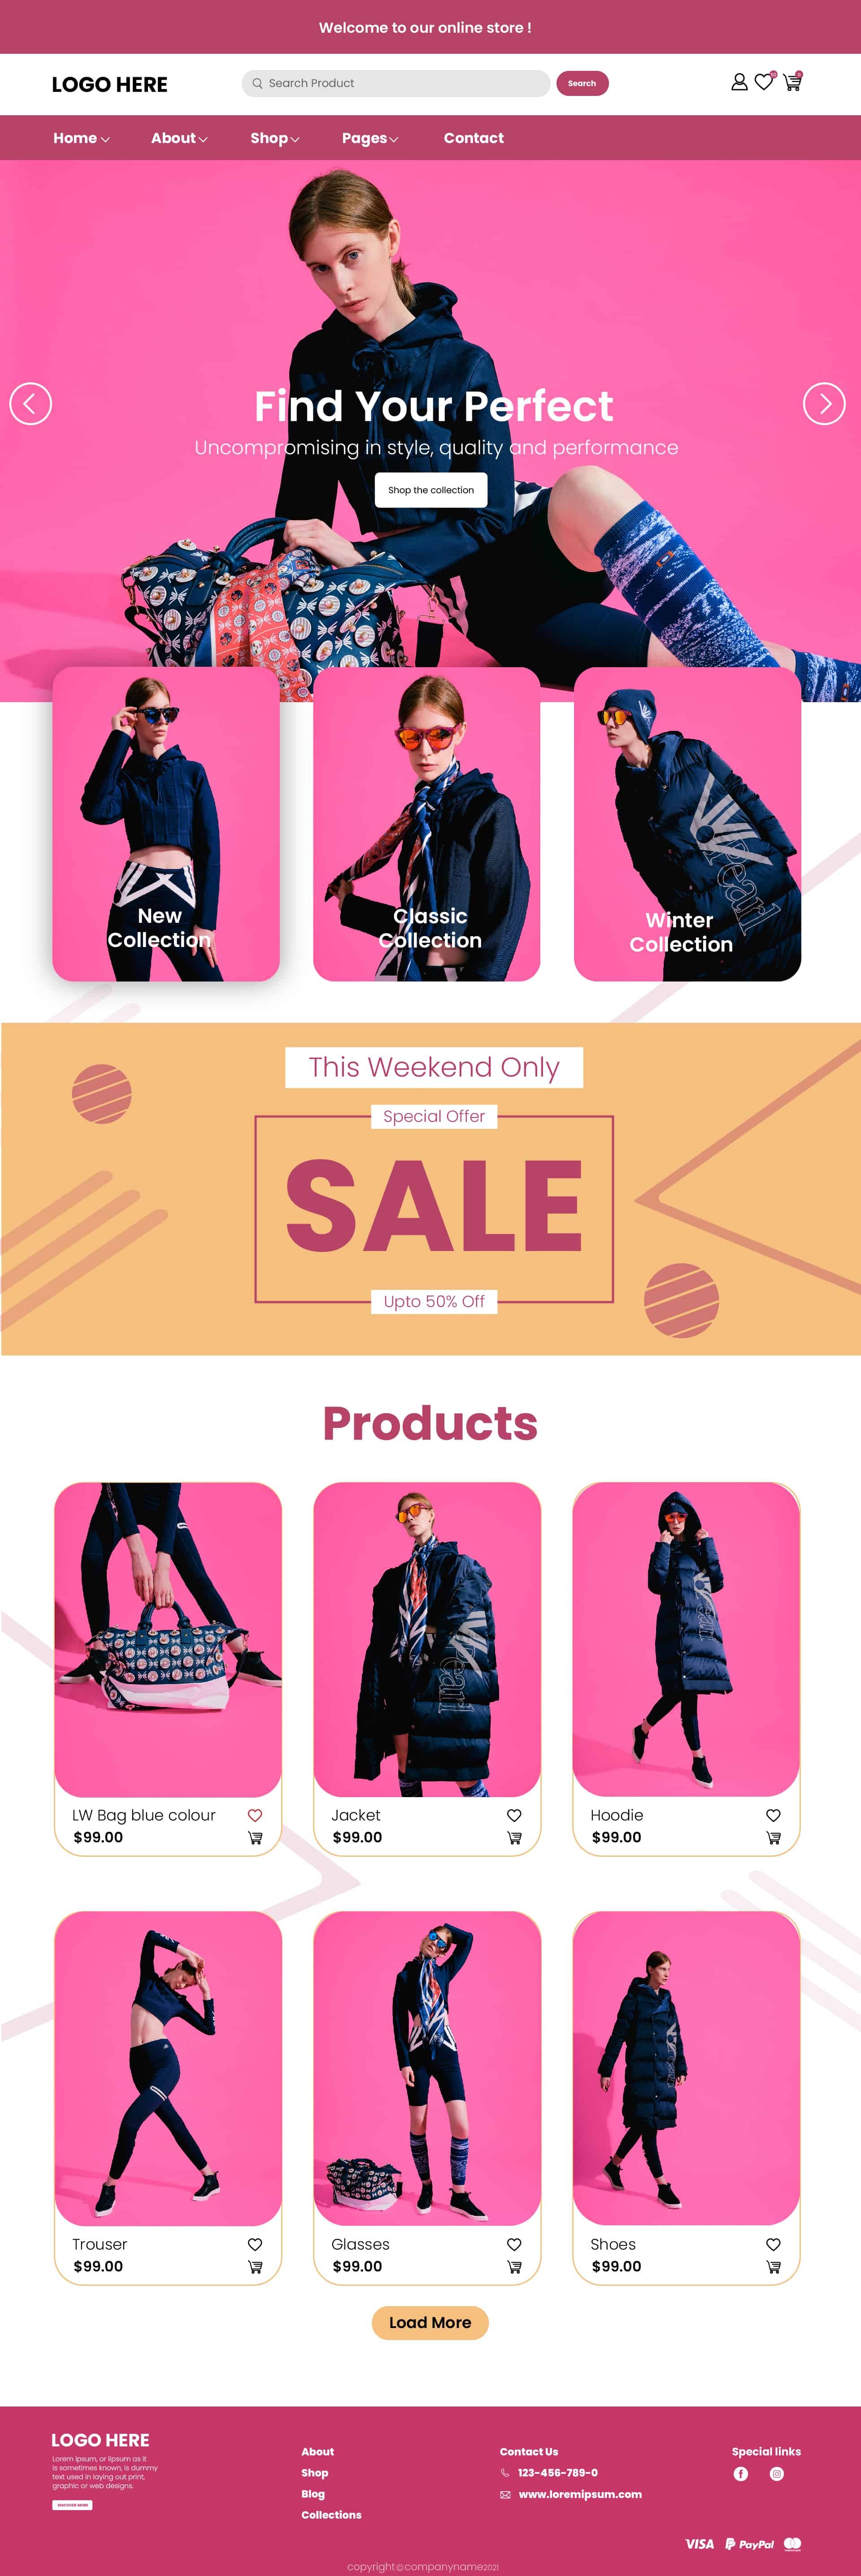 Welcome to our online store !
LOGO HERE
Search Product
Search
Home
About
Shop
Pages
Contact
Find Your Perfect
Uncompromising in style, quality and performance
Shop the collection
New
Collection
Classic
Collection
Winter
Collection
Pearl
This Weekend Only
Special Offer
SALE
Upto 50% Off
Products
Pearl
LW Bag blue colour
$99.00
Jacket
$99.00
Hoodie
$99.00
Trouser
$99.00
Glasses
$99.00
Shoes
$99.00
Load More
LOGO HERE
Lorem ipsum, or lipsum as it
is sometimes known, is dummy
text used in laying out print,
graphic or web designs.
DISCOVER MORE
About
Shop
Blog
Collections
Contact Us
123-456-789-0
www.loremipsum.com
Special links
VISA
PayPal
copyright©companyname2021